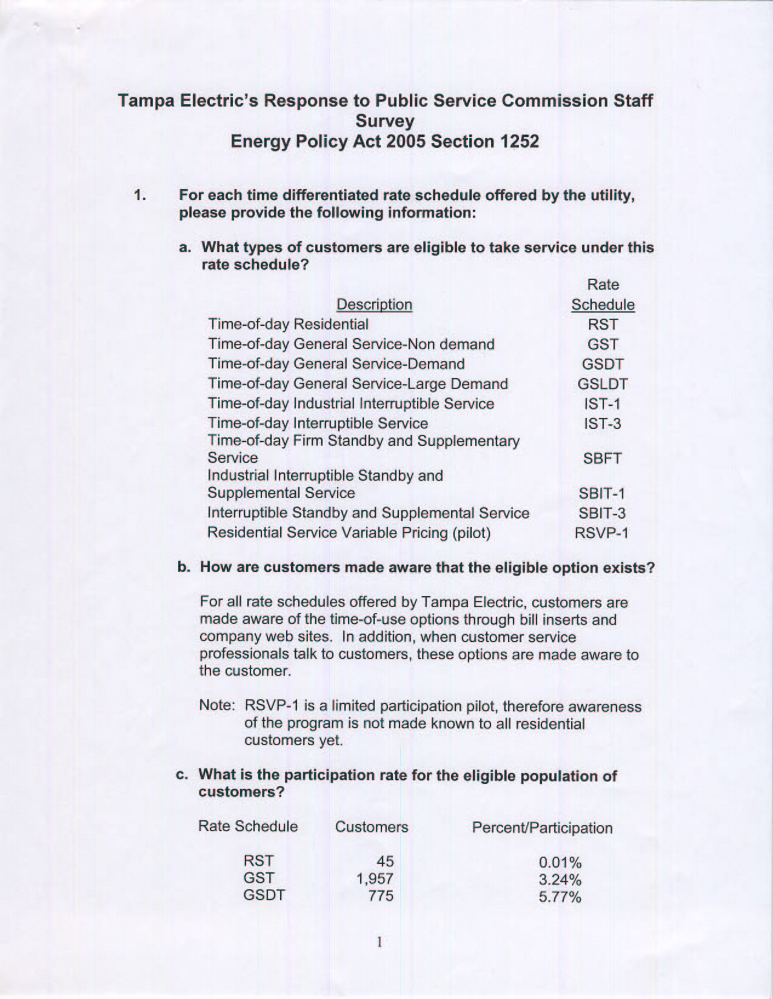 Tampa Electric's Response to Public Service Commission Staff
Survey
Energy Policy Act 2005 Section 1252
1. For each time differentiated rate schedule offered by the utility,
please provide the following information:
a. What types of customers are eligible to take service under this
rate schedule?
Rate
Description Schedule
Time-of-day Residential RST
Time-of-day General Service-Non demand GST
Time-of-day General Service-Demand GSDT
Time-of-day General Service-Large Demand GSLDT
Time-of-day Industrial Interruptible Service IST-1
Time-of-day Interruptible Service IST-3
Time-of-day Firm Standby and Supplementary
Service SBFT
Industrial Interruptible Standby and
Supplemental Service SBIT-1
Interruptible Standby and Supplemental Service SBIT-3
Residential Service Variable Pricing (pilot) RSVP-1
b. How are customers made aware that the eligible option exists?
For all rate schedules offered by Tampa Electric, customers are
made aware of the time-of-use options through bill inserts and
company web sites. In addition, when customer service
professionals talk to customers, these options are made aware to
the customer.
Note: RSVP-1 is a limited participation pilot, therefore awareness
of the program is not made known to all residential
customers yet.
c. What is the participation rate for the eligible population of
customers?
Rate Schedule Customers Percent/Participation
RST 45 0.01%
GST 1,957 3.24%
GSDT 775 5.77%
1